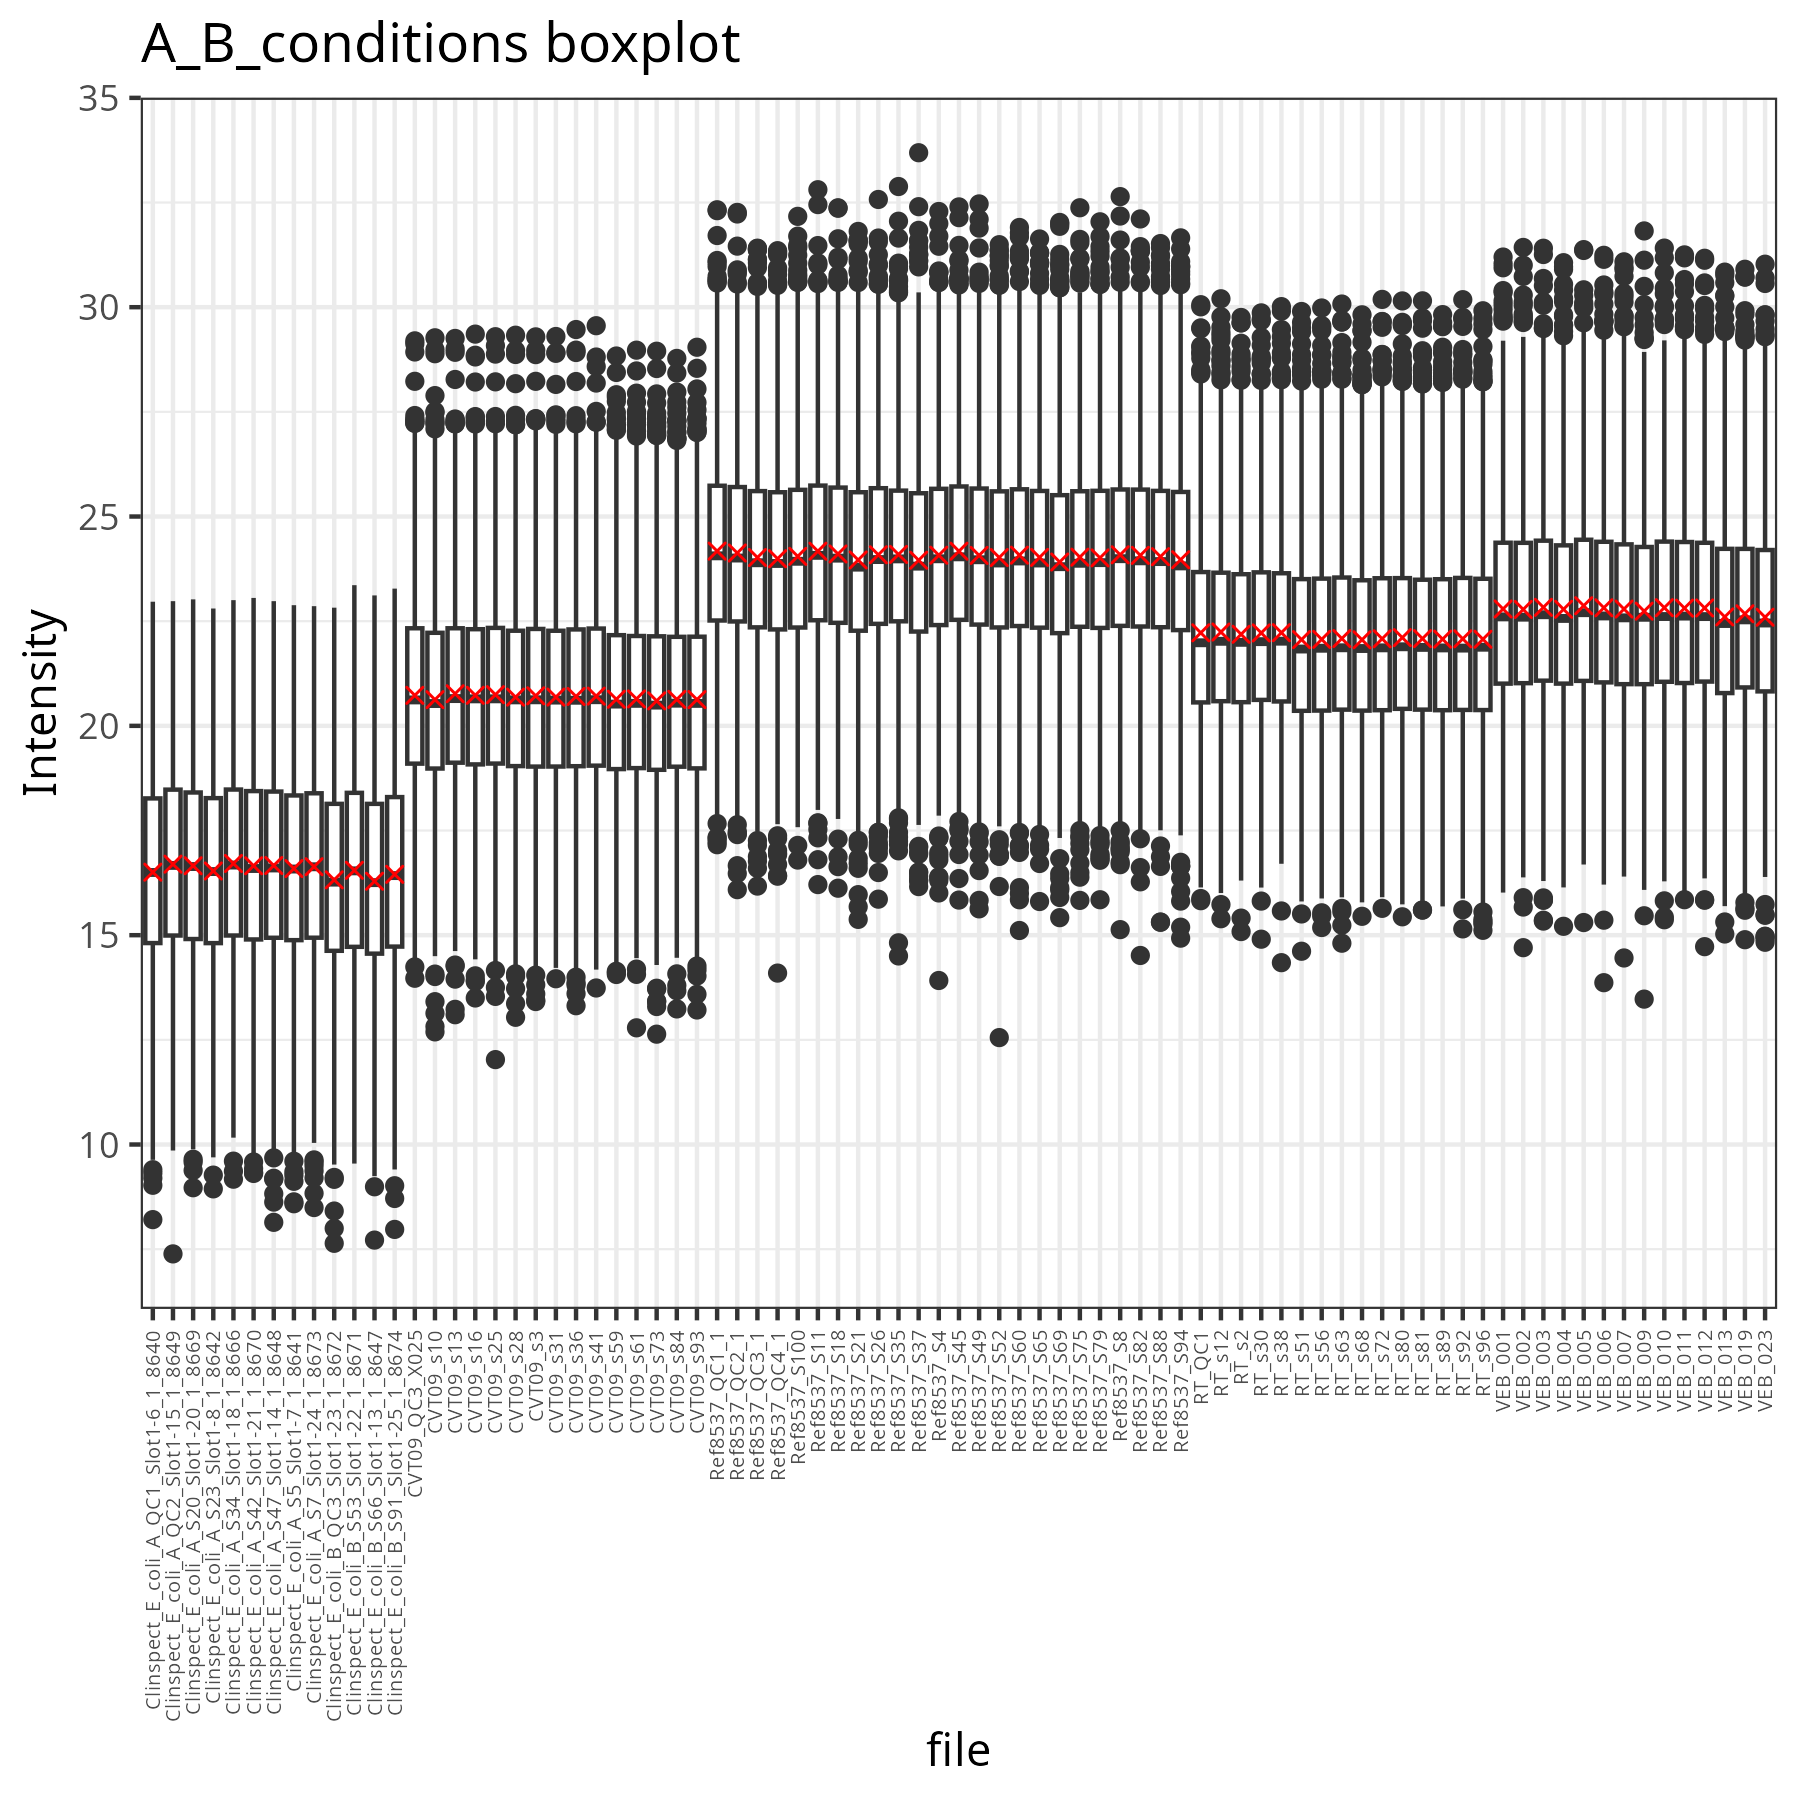 A_B_conditions boxplot
Intensity
35
30
25
20
15
10
Clinspect_E_coli_A_QC1_Slot1-6_1_8640
Clinspect_E_coli_A_QC2_Slot1-15_1_8649
Clinspect_E_coli_A_S20_Slot1-20_1_8669
Clinspect_E_coli_A_S23_Slot1-8_1_8642
Clinspect_E_coli_A_S34_Slot1-18_1_8666
Clinspect_E_coli_A_S42_Slot1-21_1_8670
Clinspect_E_coli_A_S47_Slot1-14_1_8648
Clinspect_E_coli_A_S5_Slot1-7_1_8641
Clinspect_E_coli_A_S7_Slot1-24_1_8673
Clinspect_E_coli_B_QC3_Slot1-23_1_8672
Clinspect_E_coli_B_S53_Slot1-22_1_8671
Clinspect_E_coli_B_S66_Slot1-13_1_8647
Clinspect_E_coli_B_S91_Slot1-25_1_8674
CVT09_QC3_X025
CVT09_s10
CVT09_s13
CVT09_s16
CVT09_s25
CVT09_s28
CVT09_s3
CVT09_s31
CVT09_s36
CVT09_s41
CVT09_s59
CVT09_s61
CVT09_s73
CVT09_s84
CVT09_s93
Ref8537_QC1_1
Ref8537_QC2_1
Ref8537_QC3_1
Ref8537_QC4_1
Ref8537_S100
Ref8537_S11
Ref8537_S18
Ref8537_S21
Ref8537_S26
Ref8537_S35
Ref8537_S37
Ref8537_S4
Ref8537_S45
Ref8537_S49
Ref8537_S52
Ref8537_S60
Ref8537_S65
Ref8537_S69
Ref8537_S75
Ref8537_S79
Ref8537_S8
Ref8537_S82
Ref8537_S88
Ref8537_S94
RT_QC1
RT_s12
RT_s2
RT_s30
RT_s38
RT_s51
RT_s56
RT_s63
RT_s68
RT_s72
RT_s80
RT_s81
RT_s89
RT_s92
RT_s96
VEB_001
VEB_002
VEB_003
VEB_004
VEB_005
VEB_006
VEB_007
VEB_009
VEB_010
VEB_011
VEB_012
VEB_013
VEB_019
VEB_023
file